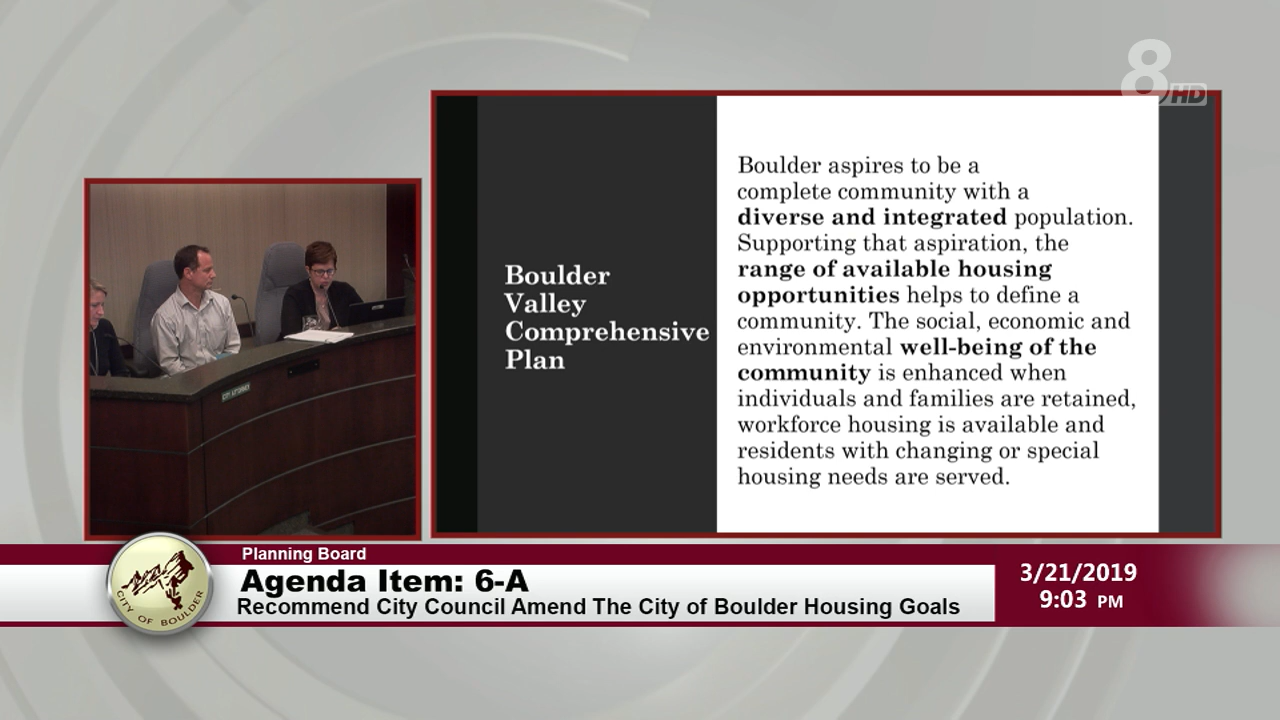 8
HD
Boulder
Valley
Comprehensive
Plan
Boulder aspires to be a
complete community with a
diverse and integrated population.
Supporting that aspiration, the
range of available housing
opportunities helps to define a
community. The social, economic and
environmental well-being of the
community is enhanced when
individuals and families are retained,
workforce housing is available and
residents with changing or special
housing needs are served.
CITY ATTORNEY
Planning Board
Agenda Item: 6-A
Recommend City Council Amend The City of Boulder Housing Goals
CITY OF BOULDER
3/21/2019
9:03 PM